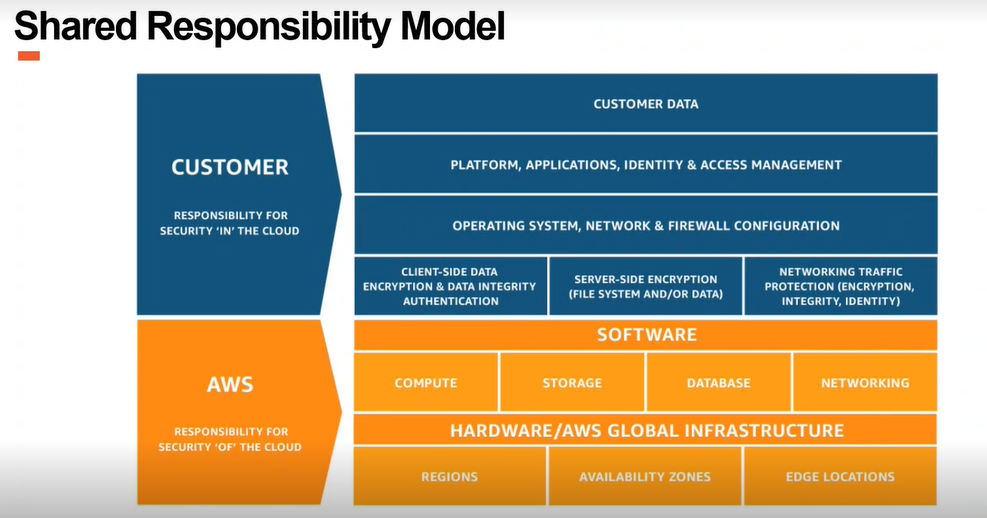 Shared Responsibility Model
CUSTOMER
RESPONSIBILITY FOR
SECURITY ‘IN’ THE CLOUD
CUSTOMER DATA
PLATFORM, APPLICATIONS, IDENTITY & ACCESS MANAGEMENT
OPERATING SYSTEM, NETWORK & FIREWALL CONFIGURATION
CLIENT-SIDE DATA
ENCRYPTION & DATA INTEGRITY
AUTHENTICATION
SERVER-SIDE ENCRYPTION
(FILE SYSTEM AND/OR DATA)
NETWORKING TRAFFIC
PROTECTION (ENCRYPTION,
INTEGRITY, IDENTITY)
AWS
RESPONSIBILITY FOR
SECURITY ‘OF’ THE CLOUD
SOFTWARE
COMPUTE
STORAGE
DATABASE
NETWORKING
HARDWARE/AWS GLOBAL INFRASTRUCTURE
REGIONS
AVAILABILITY ZONES
EDGE LOCATIONS